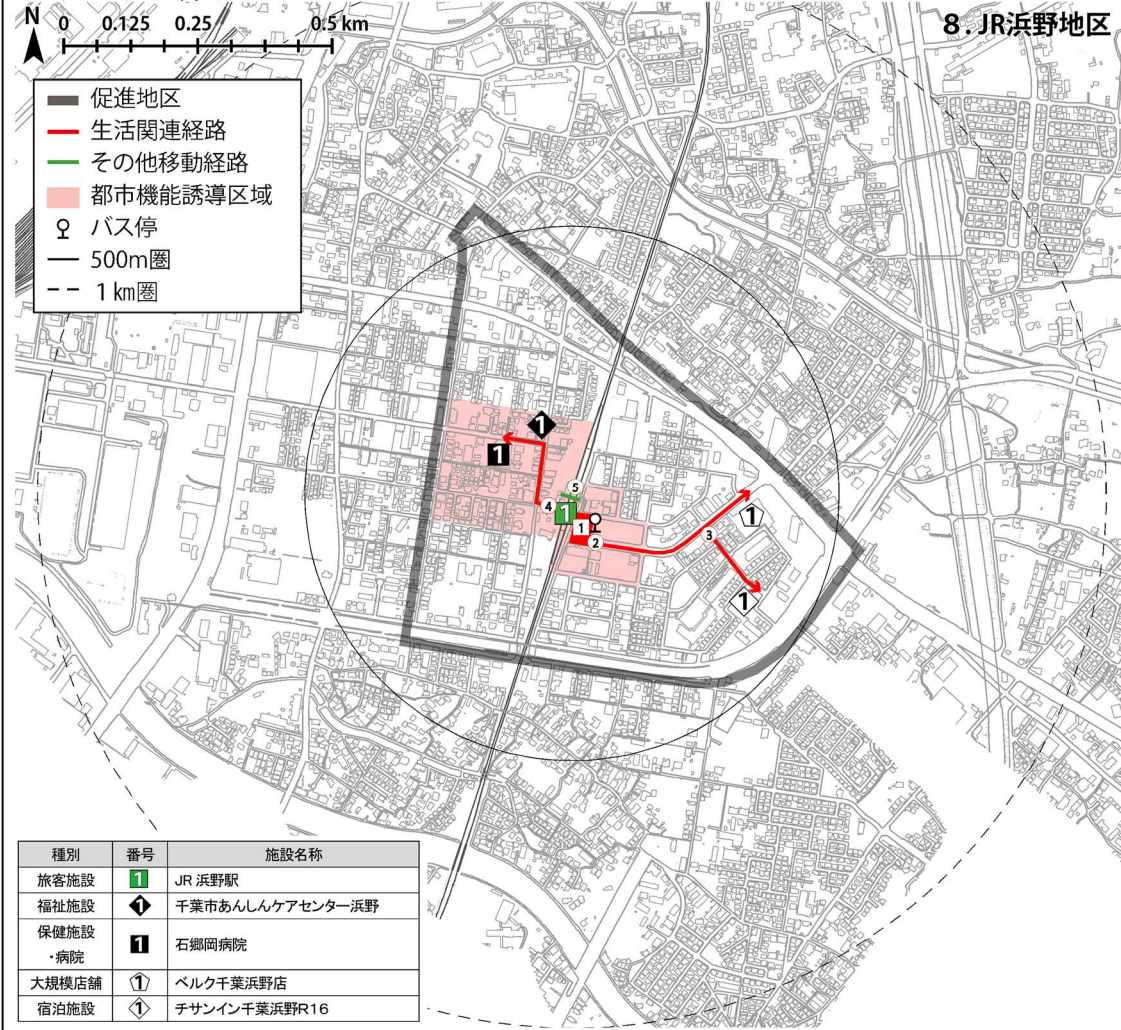 N
0 0.125 0.25 0.5 km
8.JR浜野地区
促進地区
生活関連経路
その他移動経路
都市機能誘導区域
バス停
500m圏
1km圏
1
1
5
4
1
1
2
3
1
1
種別 番号 施設名称
旅客施設 1 JR 浜野駅
福祉施設 1 千葉市あんしんケアセンター浜野
保健施設
・病院 1 石郷岡病院
大規模店舗 1 ベルク千葉浜野店
宿泊施設 1 チサンイン千葉浜野R16